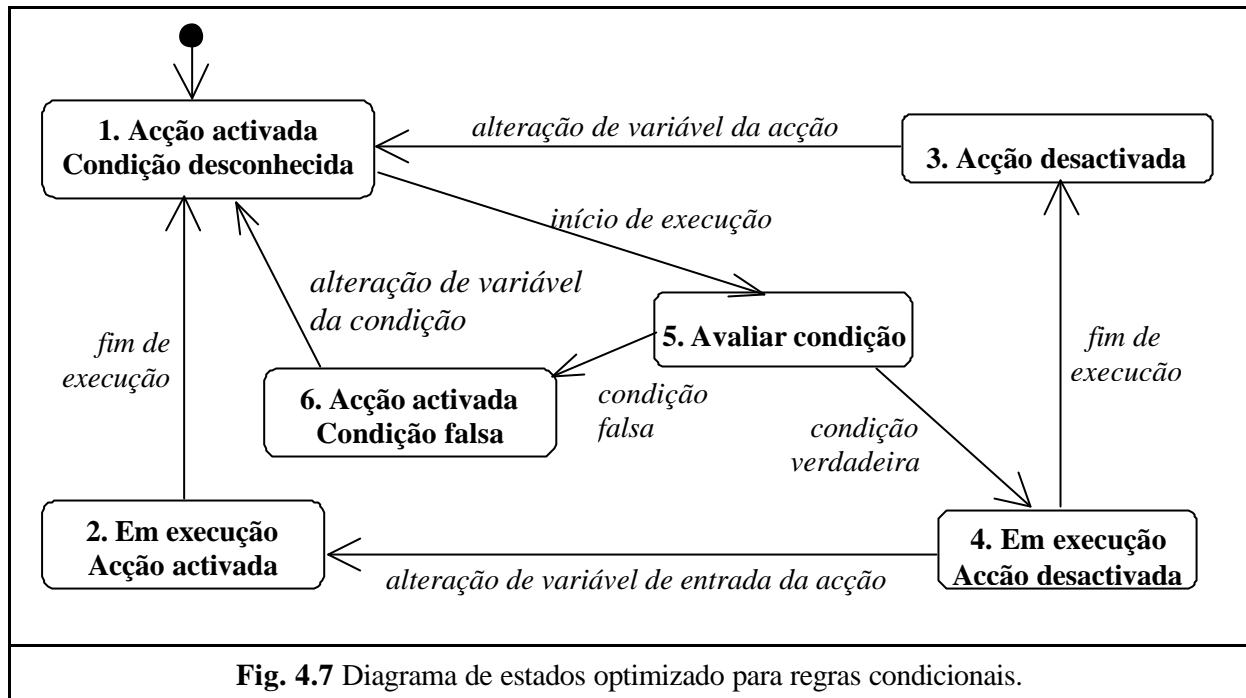 1. Acção activada
Condição desconhecida
alteração de variável da acção
3. Acção desactivada
início de execução
alteração de variável
da condição
5. Avaliar condição
fim de
execução
fim de
execucão
6. Acção activada
Condição falsa
condição
falsa
condição
verdadeira
2. Em execução
Acção activada
4. Em execução
Accão desactivada
alteração de variável de entrada da acção
Fig. 4.7 Diagrama de estados optimizado para regras condicionais.